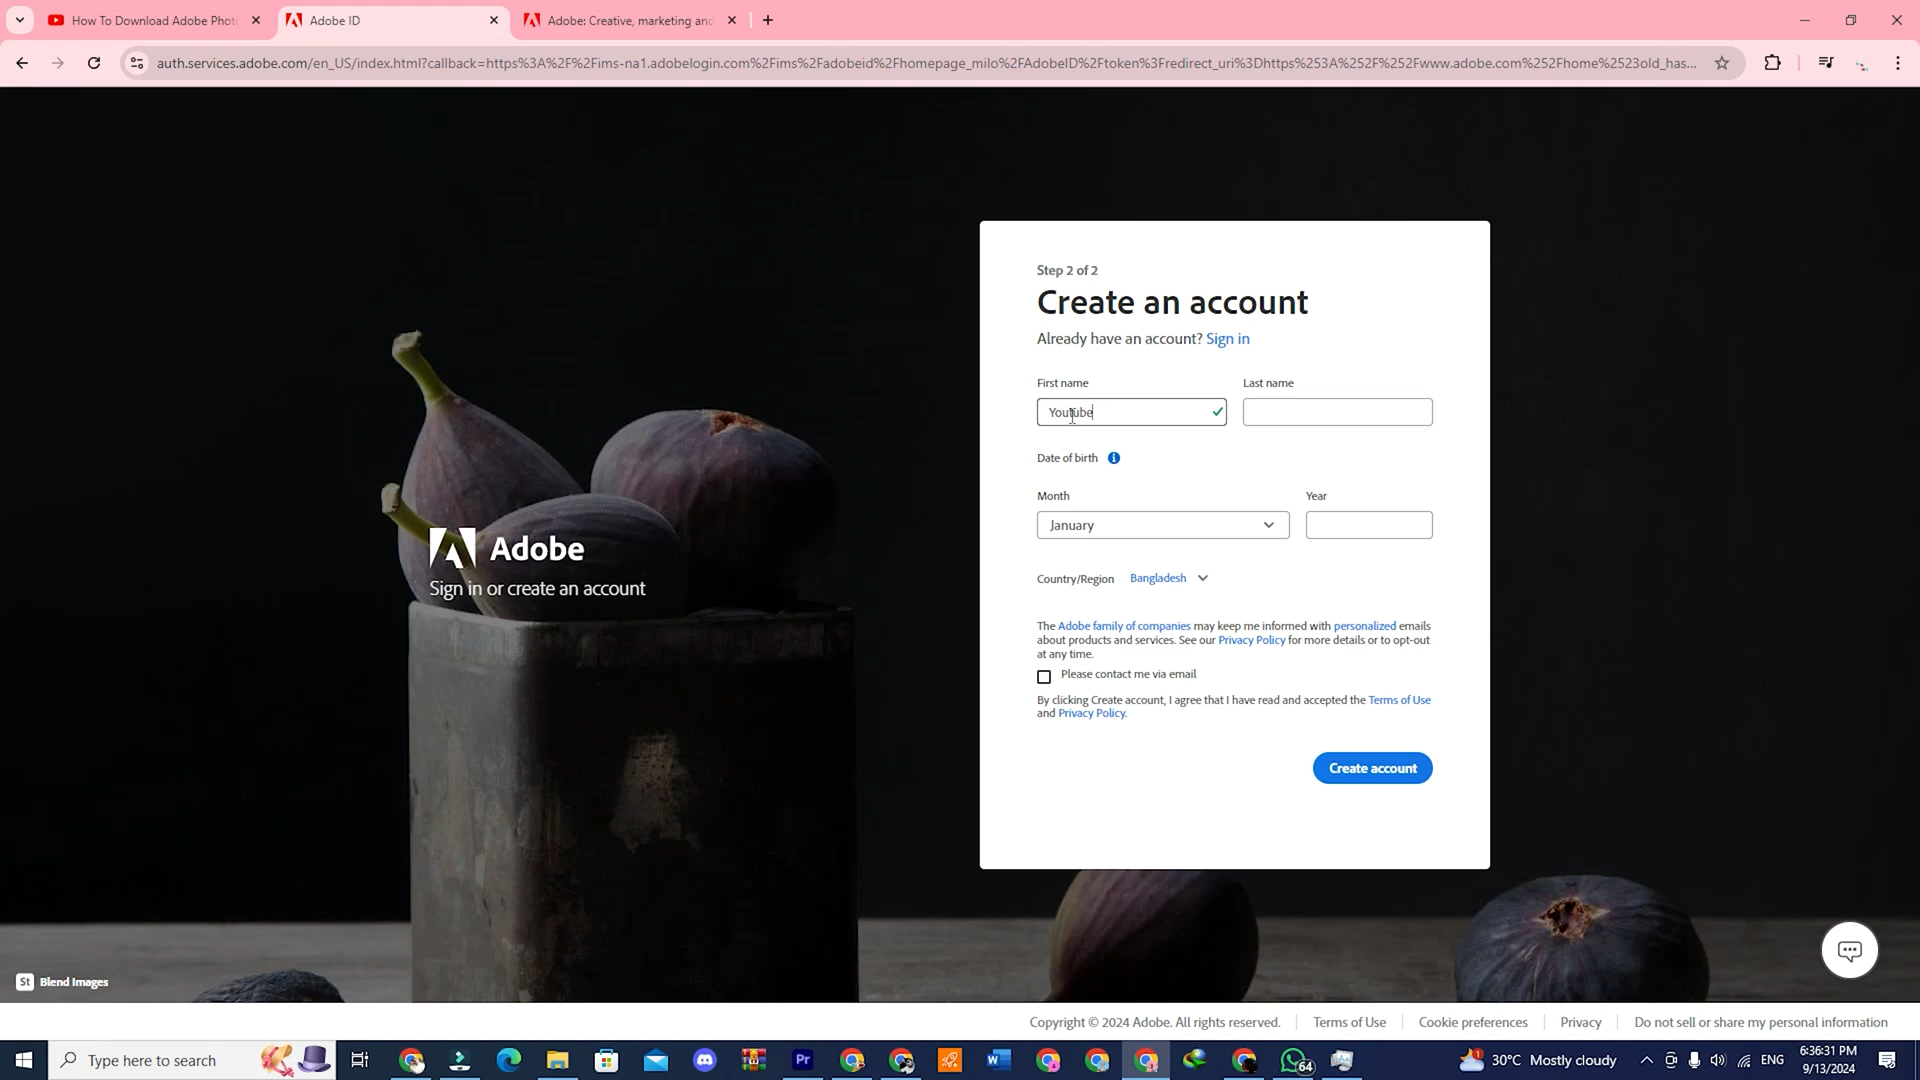 How To Download Adobe Phot
Adobe ID
Adobe: Creative, marketing and
auth.services.adobe.com/en_US/index.html?callback=https%3A%2F%2Fims-na1.adobelogin.com%2Fims%2Fadobeid%2Fhomepage_milo%2FAdobeID%2Ftoken%3Fredirect_uri%3Dhttps%253A%252F%252Fwww.adobe.com%252Fhome%2523old_has...
Step 2 of 2
Create an account
Already have an account? Sign in
First name Last name
Youtube
Date of birth
Month Year
January
Country/Region Bangladesh
The Adobe family of companies may keep me informed with personalized emails
about products and services. See our Privacy Policy for more details or to opt-out
at any time.
Please contact me via email
By clicking Create account, I agree that I have read and accepted the Terms of Use
and Privacy Policy.
Create account
Adobe
Sign in or create an account
St Blend Images
Copyright © 2024 Adobe. All rights reserved. Terms of Use Cookie preferences Privacy Do not sell or share my personal information
Type here to search
Pr
W
64
1
30°C Mostly cloudy
ENG
6:36:31 PM
9/13/2024